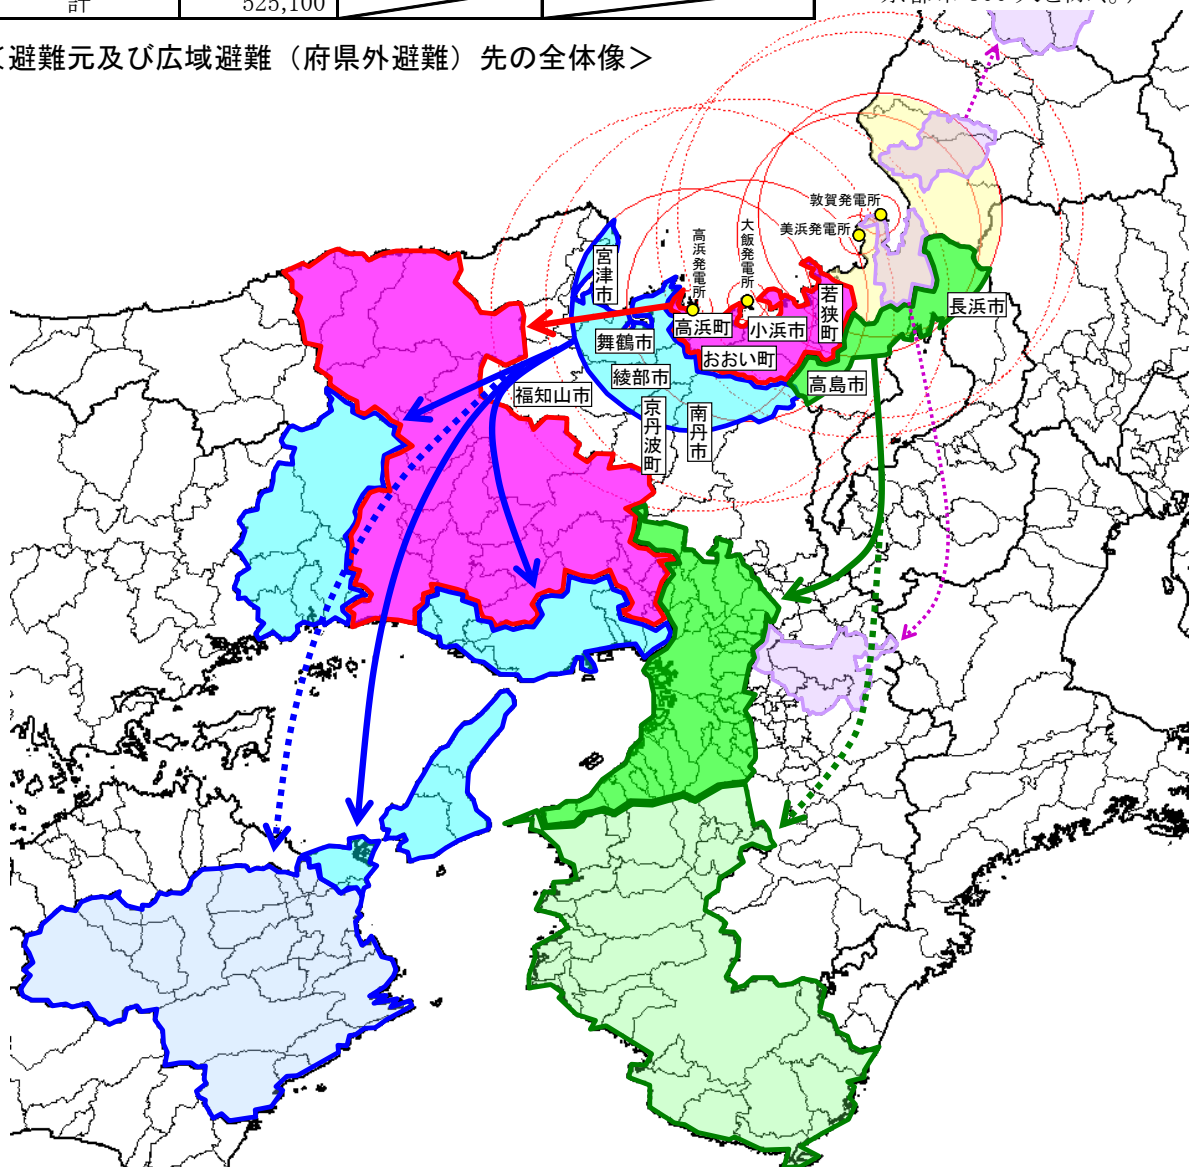 計
525,100
避難元及び広域避難（府県外避難）先の全体像＞
敦賀発電所
美浜発電所
大飯発電所
高浜発電所
宮津市
若狭町
長浜市
高浜町
小浜市
舞鶴市
おおい町
綾部市
高島市
福知山市
京丹波町
南丹市